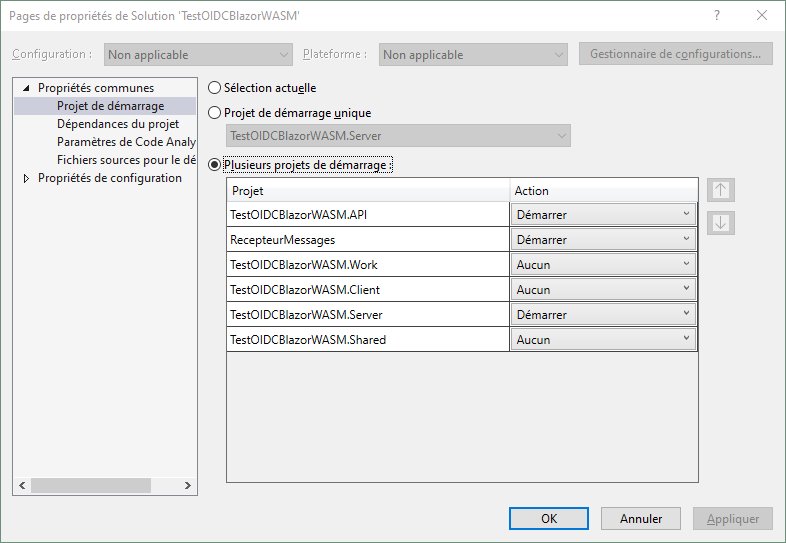 Pages de propriétés de Solution 'TestOIDCBlazorWASM'
Configuration : Non applicable Plateforme : Non applicable Gestionnaire de configurations...
Propriétés communes
Projet de démarrage
Dépendances du projet
Paramètres de Code Analy
Fichiers sources pour le dé
Propriétés de configuration
Sélection actuelle
Projet de démarrage unique
TestOIDCBlazorWASM.Server
Plusieurs projets de démarrage :
Projet Action
TestOIDCBlazorWASM.API Démarrer
RecepteurMessages Démarrer
TestOIDCBlazorWASM.Work Aucun
TestOIDCBlazorWASM.Client Aucun
TestOIDCBlazorWASM.Server Démarrer
TestOIDCBlazorWASM.Shared Aucun
OK Annuler Appliquer